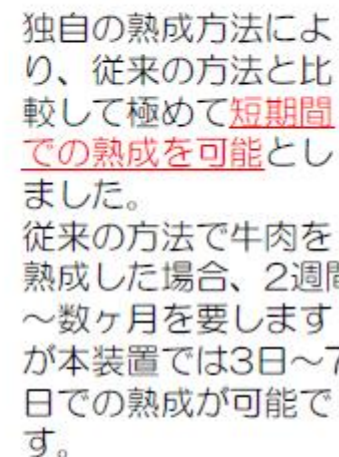 独自の熟成方法によ
り、従来の方法と比
較して極めて短期間
での熟成を可能とし
ました。
従来の方法で牛肉を
熟成した場合、2週間
～数ヶ月を要します
が本装置では3日～7
日での熟成が可能で
す。